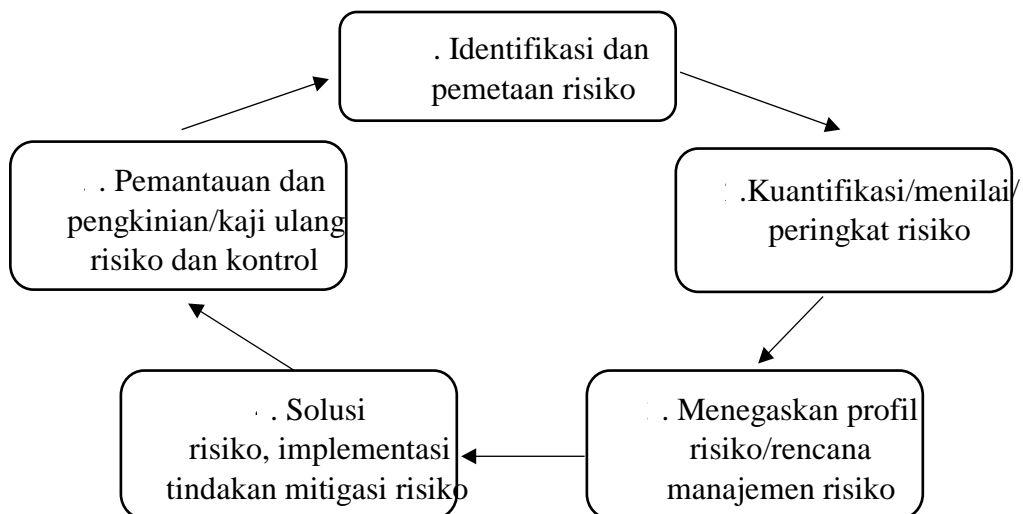 . Identifikasi dan
pemetaan risiko
.Kuantifikasi/menilai/
peringkat risiko
. Menegaskan profil
risiko/rencana
manajemen risiko
. Solusi
risiko, implementasi
tindakan mitigasi risiko
. Pemantauan dan
pengkinian/kaji ulang
risiko dan kontrol